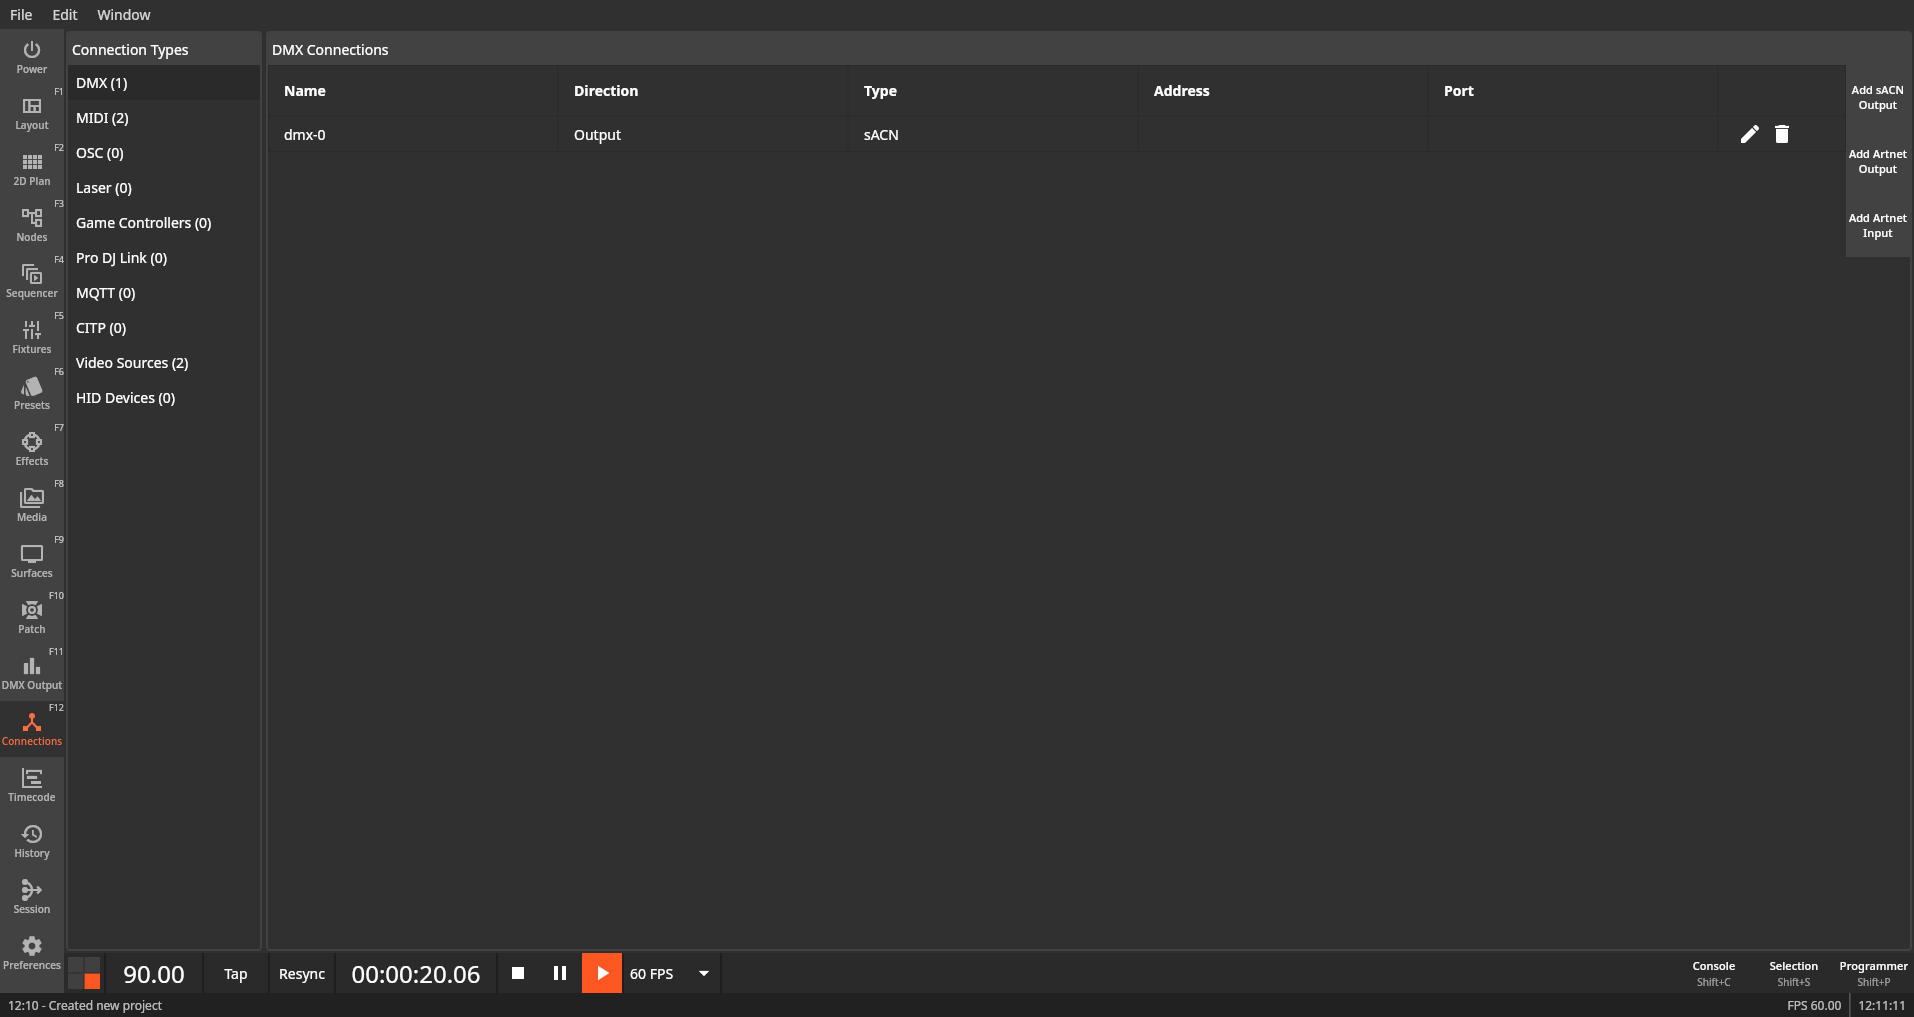 File Edit Window
Power
F1
Layout
F2
2D Plan
F3
Nodes
F4
Sequencer
F5
Fixtures
F6
Presets
F7
Effects
F8
Media
F9
Surfaces
F10
Patch
F11
DMX Output
F12
Connections
Timecode
History
Session
Preferences
Connection Types
DMX (1)
MIDI (2)
OSC (0)
Laser (0)
Game Controllers (0)
Pro DJ Link (0)
MQTT (0)
CITP (0)
Video Sources (2)
HID Devices (0)
DMX Connections
Name Direction Type Address Port
dmx-0 Output sACN
Add sACN
Output
Add Artnet
Output
Add Artnet
Input
90.00 Tap Resync 00:00:20.06 60 FPS
Console Selection Programmer
Shift+C Shift+S Shift+P
12:10 - Created new project FPS 60.00 12:11:11